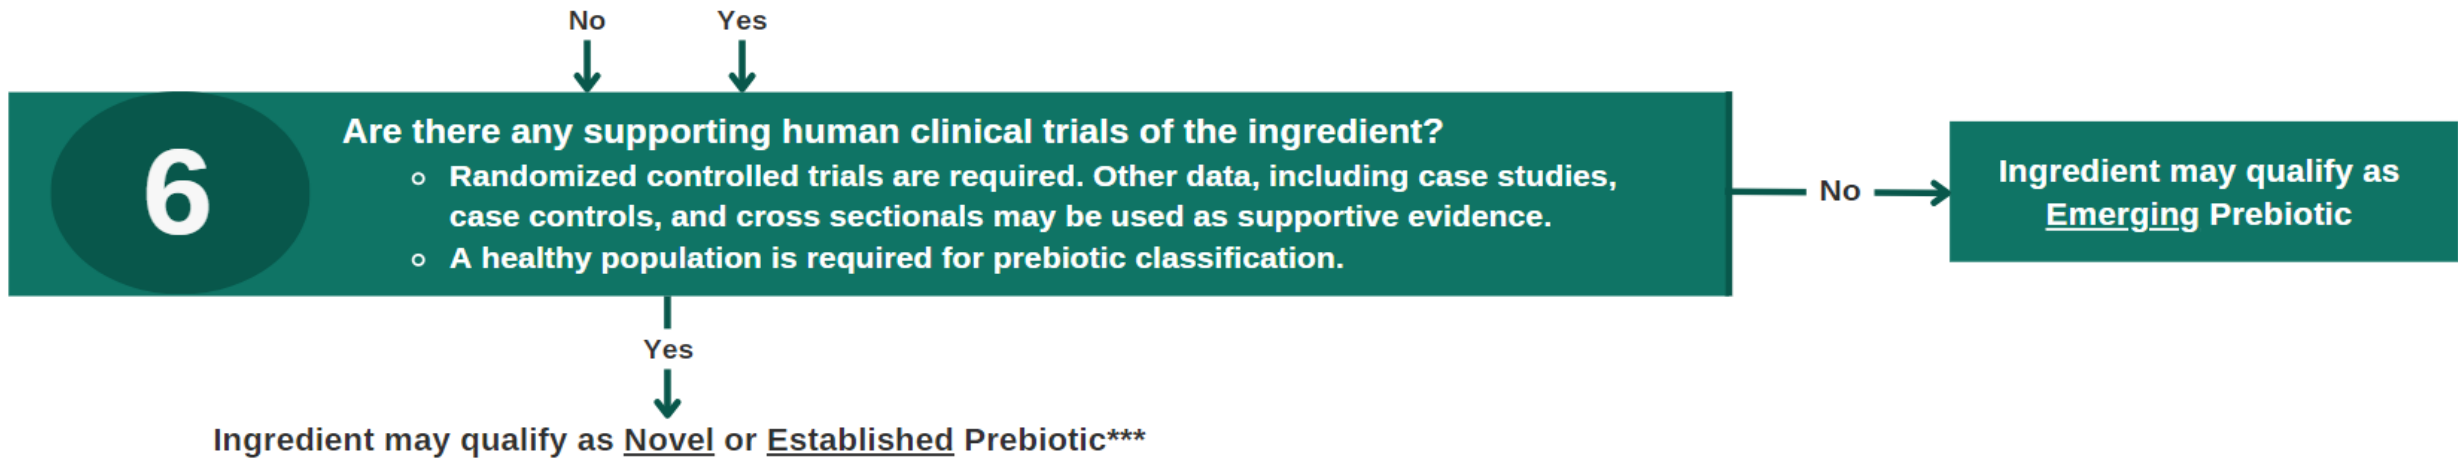 No
Yes
6
Are there any supporting human clinical trials of the ingredient?
Randomized controlled trials are required. Other data, including case studies,
case controls, and cross sectionals may be used as supportive evidence.
A healthy population is required for prebiotic classification.
No
Ingredient may qualify as
Emerging Prebiotic
Yes
Ingredient may qualify as Novel or Established Prebiotic***